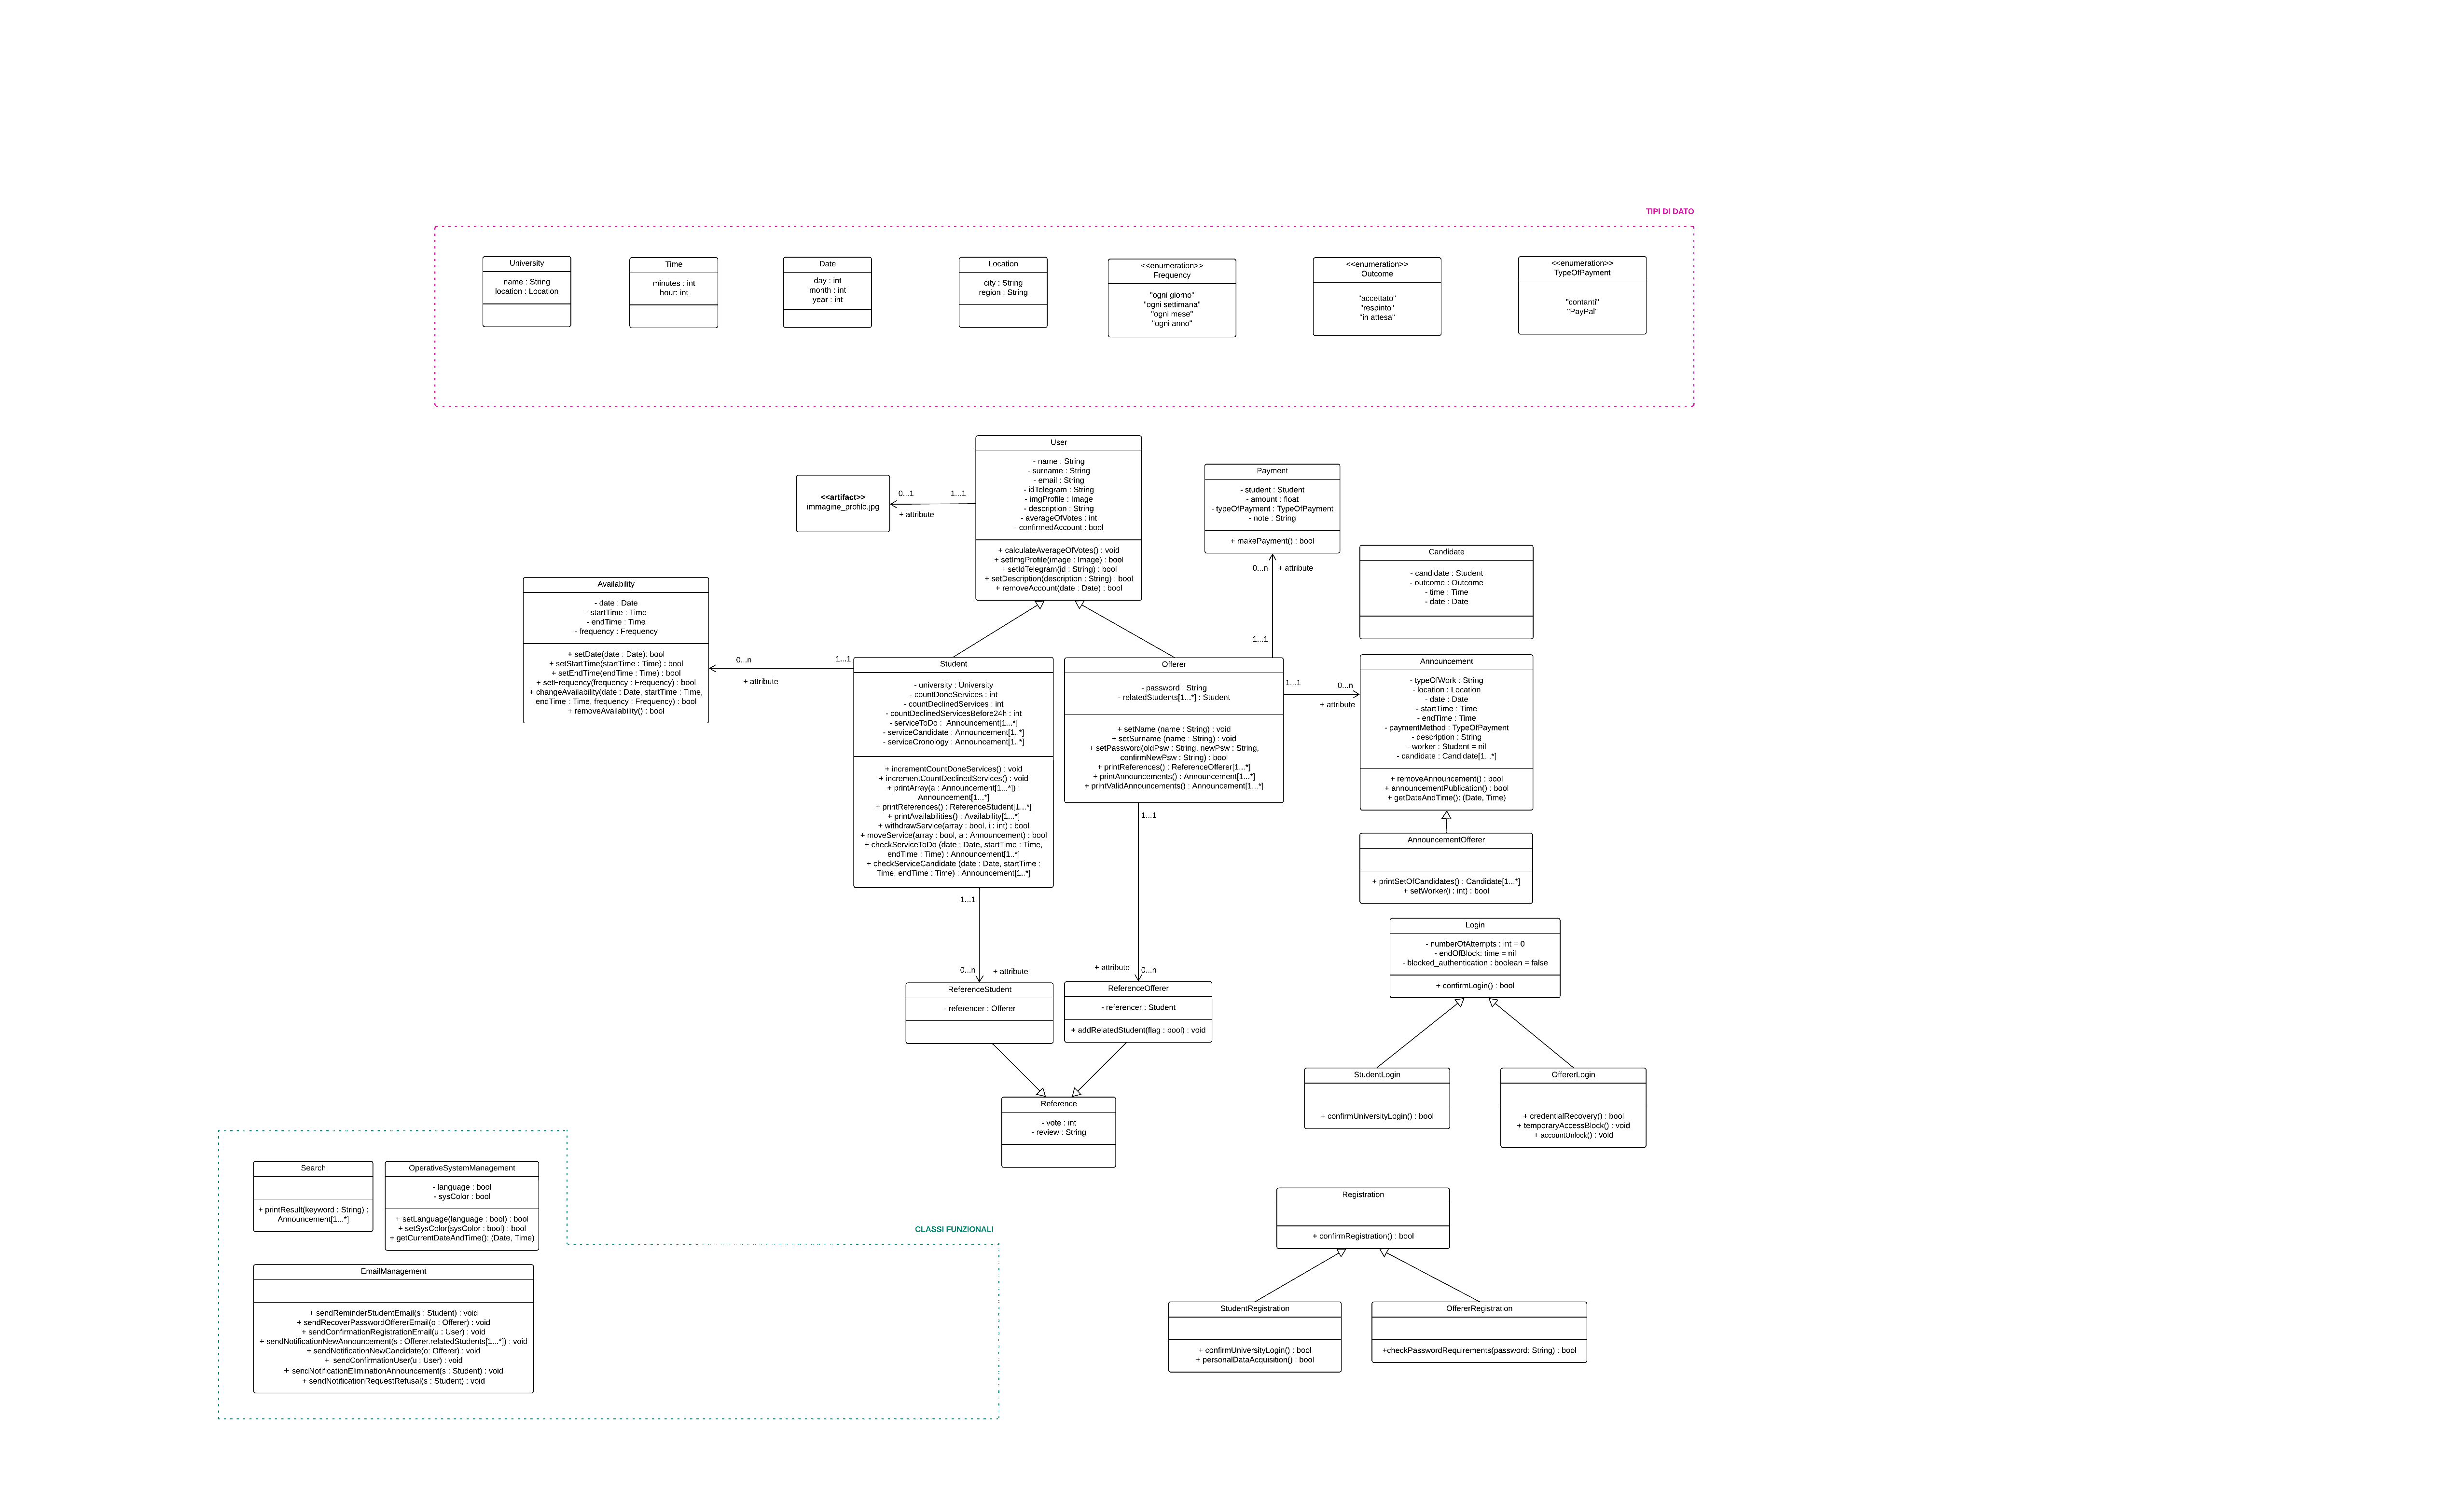 TIPI DI DATO
University
name : String
location : Location
Time
minutes : int
hour: int
Date
day : int
month : int
year : int
Location
city : String
region : String
<<enumeration>>
Frequency
"ogni giorno"
"ogni settimana"
"ogni mese"
"ogni anno"
<<enumeration>>
Outcome
"accettato"
"respinto"
"in attesa"
<<enumeration>>
TypeOfPayment
"contanti"
"PayPal"
User
- name : String
- surname : String
- email : String
- idTelegram : String
- imgProfile : Image
- description : String
- averageOfVotes : int
- confirmedAccount : bool
+ calculateAverageOfVotes() : void
+ setImgProfile(image : Image) : bool
+ setIdTelegram(id : String) : bool
+ setDescription(description : String) : bool
+ removeAccount(date : Date) : bool
<<artifact>>
immagine_profilo.jpg
0...1
1...1
+ attribute
Payment
- student : Student
- amount : float
- typeOfPayment : TypeOfPayment
- note : String
+ makePayment() : bool
0...n
+ attribute
1...1
Candidate
- candidate : Student
- outcome : Outcome
- time : Time
- date : Date
Availability
- date : Date
- startTime : Time
- endTime : Time
- frequency : Frequency
+ setDate(date : Date): bool
+ setStartTime(startTime : Time) : bool
+ setEndTime(endTime : Time) : bool
+ setFrequency(frequency : Frequency) : bool
+ changeAvailability(date : Date, startTime : Time,
endTime : Time, frequency : Frequency) : bool
+ removeAvailability() : bool
0...n
1...1
+ attribute
Student
- university : University
- countDoneServices : int
- countDeclinedServices : int
- countDeclinedServicesBefore24h : int
- serviceToDo :  Announcement[1...*]
- serviceCandidate : Announcement[1..*]
- serviceCronology : Announcement[1...*]
+ incrementCountDoneServices() : void
+ incrementCountDeclinedServices() : void
+ printArray(a : Announcement[1...*]) :
Announcement[1...*]
+ printReferences() : ReferenceStudent[1...*]
+ printAvailabilities() : Availability[1...*]
+ withdrawService(array : bool, i : int) : bool
+ moveService(array : bool, a : Announcement) : bool
+ checkServiceToDo (date : Date, startTime : Time,
endTime : Time) : Announcement[1..*]
+ checkServiceCandidate (date : Date, startTime :
Time, endTime : Time) : Announcement[1..*]
Offerer
- password : String
- relatedStudents[1...*] : Student
+ setName (name : String) : void
+ setSurname (name : String) : void
+ setPassword(oldPsw : String, newPsw : String,
confirmNewPsw : String) : bool
+ printReferences() : ReferenceOfferer[1...*]
+ printAnnouncements() : Announcement[1...*]
+ printValidAnnouncements() : Announcement[1...*]
1...1
0...n
+ attribute
Announcement
- typeOfWork : String
- location : Location
- date : Date
- startTime : Time
- endTime : Time
- paymentMethod : TypeOfPayment
- description : String
- worker : Student = nil
- candidate : Candidate[1...*]
+ removeAnnouncement() : bool
+ announcementPublication() : bool
+ getDateAndTime(): (Date, Time)
AnnouncementOfferer
+ printSetOfCandidates() : Candidate[1...*]
+ setWorker(i : int) : bool
1...1
0...n
+ attribute
1...1
+ attribute
0...n
ReferenceStudent
- referencer : Offerer
ReferenceOfferer
- referencer : Student
+ addRelatedStudent(flag : bool) : void
Reference
- vote : int
- review : String
Login
- numberOfAttempts : int = 0
- endOfBlock: time = nil
- blocked_authentication : boolean = false
+ confirmLogin() : bool
StudentLogin
+ confirmUniversityLogin() : bool
OffererLogin
+ credentialRecovery() : bool
+ temporaryAccessBlock() : void
+ accountUnlock() : void
Registration
+ confirmRegistration() : bool
StudentRegistration
+ confirmUniversityLogin() : bool
+ personalDataAcquisition() : bool
OffererRegistration
+checkPasswordRequirements(password: String) : bool
CLASSI FUNZIONALI
Search
+ printResult(keyword : String) :
Announcement[1...*]
OperativeSystemManagement
- language : bool
- sysColor : bool
+ setLanguage(language : bool) : bool
+ setSysColor(sysColor : bool) : bool
+ getCurrentDateAndTime(): (Date, Time)
EmailManagement
+ sendReminderStudentEmail(s : Student) : void
+ sendRecoverPasswordOffererEmail(o : Offerer) : void
+ sendConfirmationRegistrationEmail(u : User) : void
+ sendNotificationNewAnnouncement(s : Offerer.relatedStudents[1...*]) : void
+ sendNotificationNewCandidate(o: Offerer) : void
+  sendConfirmationUser(u : User) : void
+ sendNotificationEliminationAnnouncement(s : Student) : void
+ sendNotificationRequestRefusal(s : Student) : void